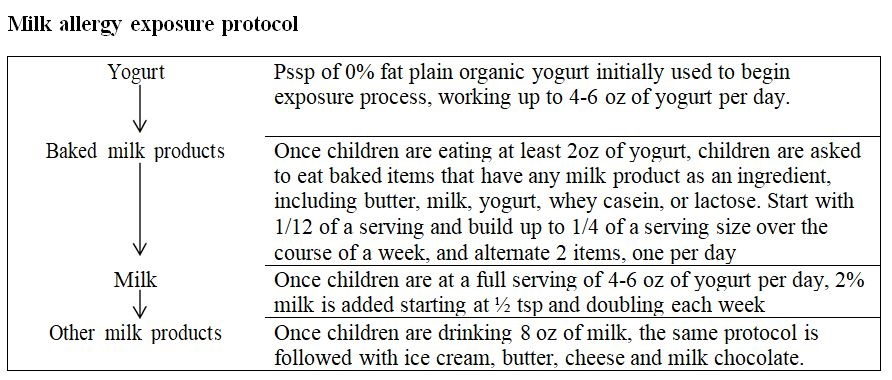 Milk allergy exposure protocol
Yogurt
Pssp of 0% fat plain organic yogurt initially used to begin
exposure process, working up to 4-6 oz of yogurt per day.
Baked milk products
Once children are eating at least 2oz of yogurt, children are asked
to eat baked items that have any milk product as an ingredient,
including butter, milk, yogurt, whey casein, or lactose. Start with
1/12 of a serving and build up to 1/4 of a serving size over the
course of a week, and alternate 2 items, one per day
Milk
Once children are at a full serving of 4-6 oz of yogurt per day, 2%
milk is added starting at ½ tsp and doubling each week
Other milk products
Once children are drinking 8 oz of milk, the same protocol is
followed with ice cream, butter, cheese and milk chocolate.